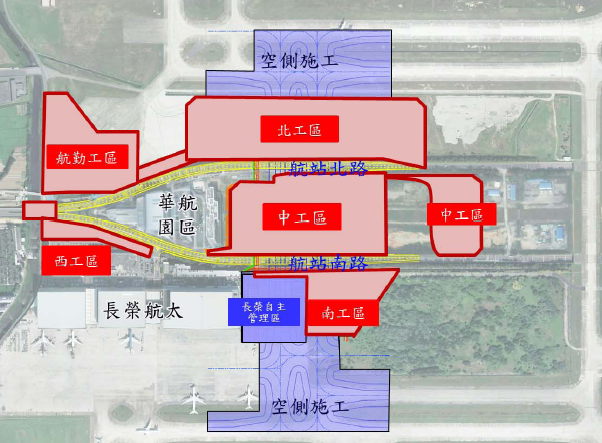 空側施工
北工區
航勤工區
航站北路
華航
園區
中工區
中工區
西工區
航站南路
長榮航太
長榮自主
管理區
南工區
空側施工